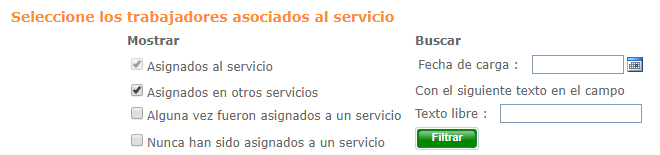 Seleccione los trabajadores asociados al servicio
Mostrar
Asignados al servicio
Asignados en otros servicios
Alguna vez fueron asignados a un servicio
Nunca han sido asignados a un servicio
Buscar
Fecha de carga :
Con el siguiente texto en el campo
Texto libre :
Filtrar